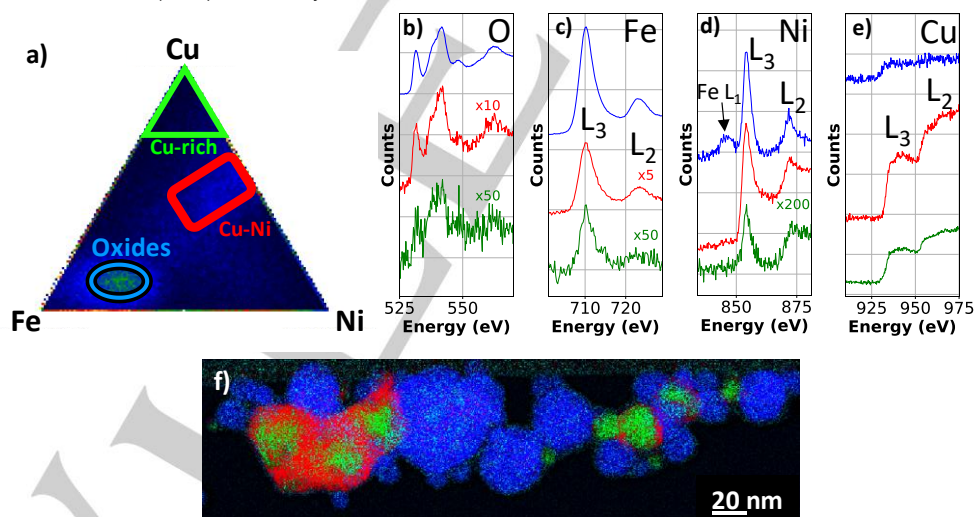 a)
Cu
Cu-rich
Cu-Ni
Oxides
Fe
Ni
b)
O
x10
x50
Counts
525
550
Energy (eV)
c)
Fe
L3
L2
x5
x50
Counts
710
720
Energy (eV)
d)
Ni
L3
Fe L1
L2
x200
Counts
850
875
Energy (eV)
e)
Cu
L3
L2
Counts
925
950
975
Energy (eV)
f)
20 nm